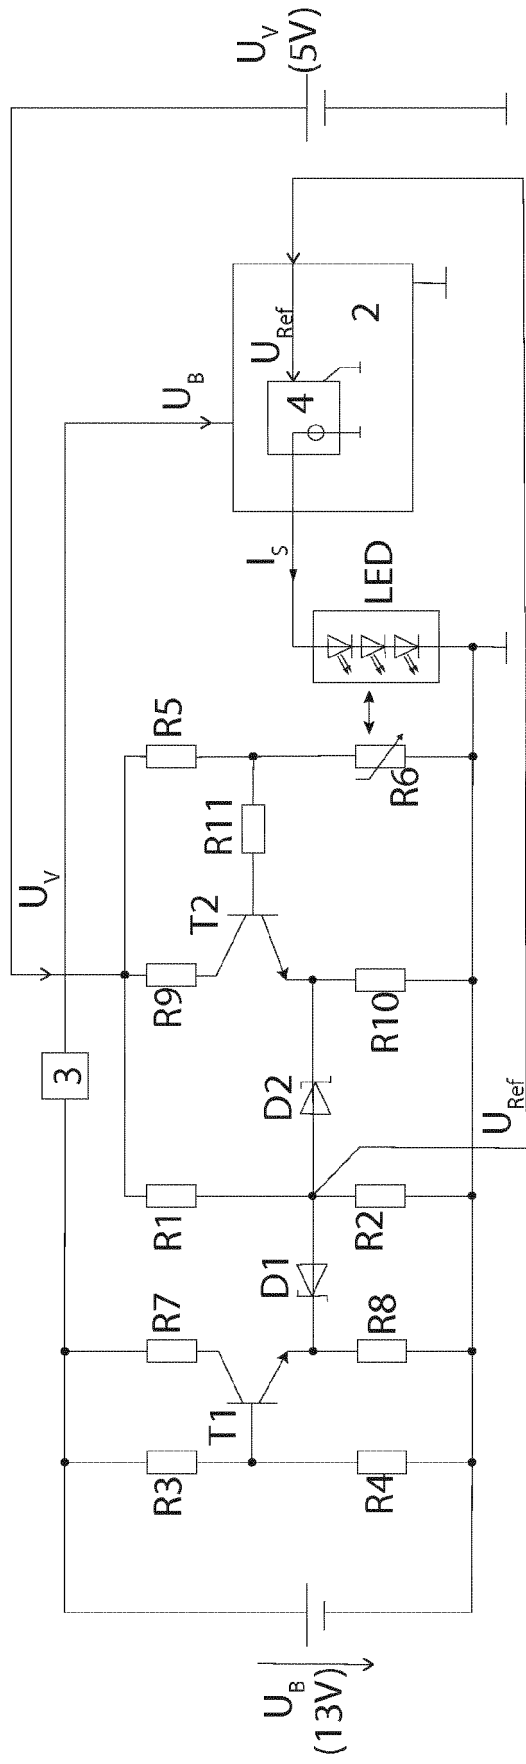 U_V
U_B
(13V)
3
U_V
U_B
U_V
(5V)
R3
R7
R1
R9
R5
T1
T2
R11
D1
D2
I_S
LED
4
U_Ref
2
R4
R8
R2
R10
R6
U_Ref